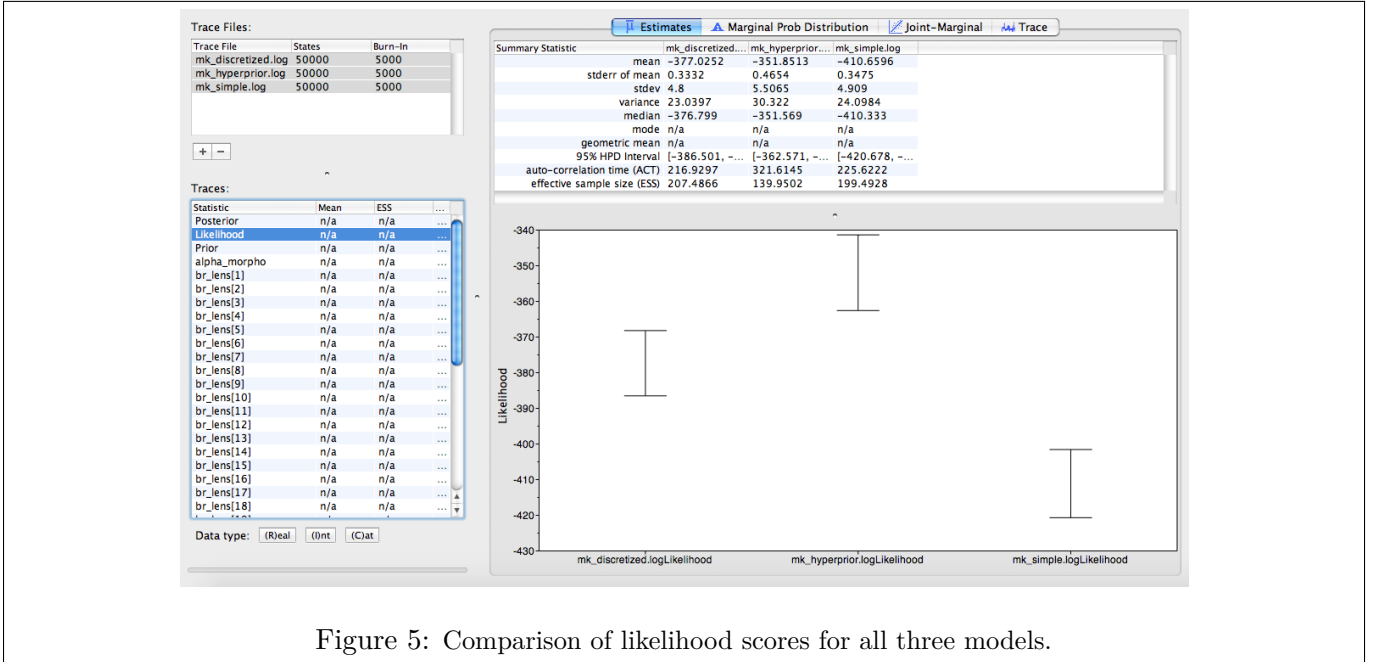 Trace Files:
Trace File States Burn-In
mk_discretized.log 50000 5000
mk_hyperprior.log 50000 5000
mk_simple.log 50000 5000
+ -
Traces:
Statistic Mean ESS ...
Posterior n/a n/a ...
Likelihood n/a n/a ...
Prior n/a n/a ...
alpha_morpho n/a n/a ...
br_lens[1] n/a n/a ...
br_lens[2] n/a n/a ...
br_lens[3] n/a n/a ...
br_lens[4] n/a n/a ...
br_lens[5] n/a n/a ...
br_lens[6] n/a n/a ...
br_lens[7] n/a n/a ...
br_lens[8] n/a n/a ...
br_lens[9] n/a n/a ...
br_lens[10] n/a n/a ...
br_lens[11] n/a n/a ...
br_lens[12] n/a n/a ...
br_lens[13] n/a n/a ...
br_lens[14] n/a n/a ...
br_lens[15] n/a n/a ...
br_lens[16] n/a n/a ...
br_lens[17] n/a n/a ...
br_lens[18] n/a n/a ...
Data type: (R)eal (I)nt (C)at
Estimates Marginal Prob Distribution Joint-Marginal Trace
Summary Statistic mk_discretized.... mk_hyperprior.... mk_simple.log
mean -377.0252 -351.8513 -410.6596
stderr of mean 0.3332 0.4654 0.3475
stdev 4.8 5.5065 4.909
variance 23.0397 30.322 24.0984
median -376.799 -351.569 -410.333
mode n/a n/a n/a
geometric mean n/a n/a n/a
95% HPD Interval [-386.501, -... [-362.571, -... [-420.678, -...
auto-correlation time (ACT) 216.9297 321.6145 225.6222
effective sample size (ESS) 207.4866 139.9502 199.4928
Likelihood
-340
-350
-360
-370
-380
-390
-400
-410
-420
-430
mk_discretized.logLikelihood mk_hyperprior.logLikelihood mk_simple.logLikelihood
Figure 5: Comparison of likelihood scores for all three models.